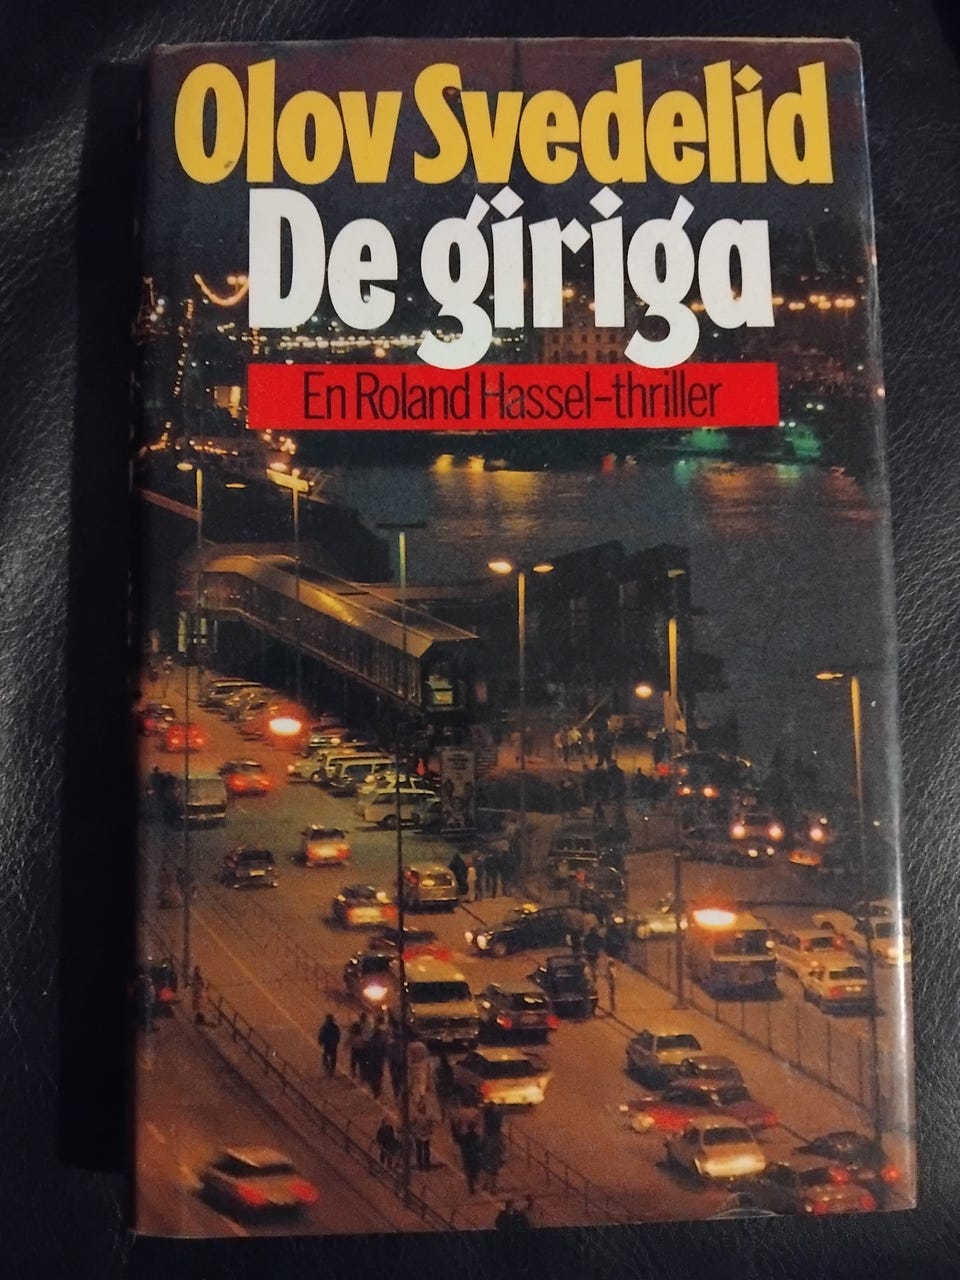 Olov Svedelid
De giriga
En Roland Hassel-thriller